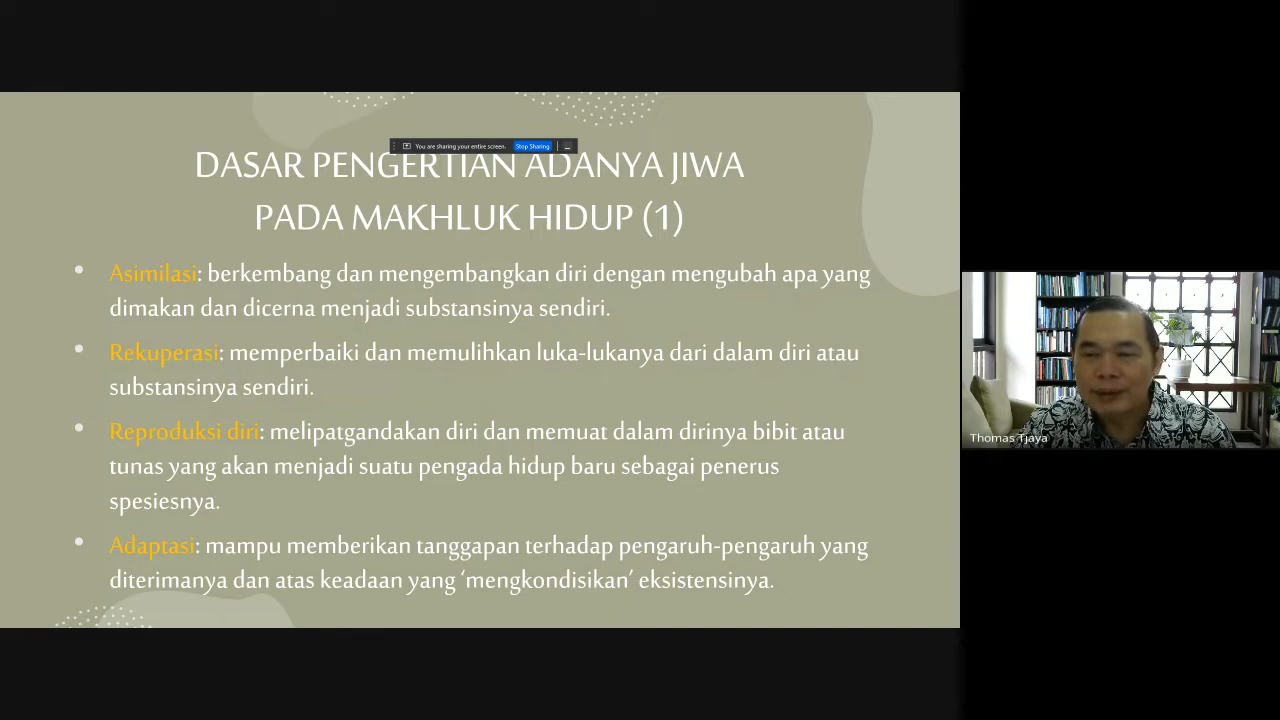 You are sharing your entire screen. Stop Sharing
DASAR PENGERTIAN ADANYA JIWA
PADA MAKHLUK HIDUP (1)
• Asimilasi: berkembang dan mengembangkan diri dengan mengubah apa yang
dimakan dan dicerna menjadi substansinya sendiri.
• Rekuperasi: memperbaiki dan memulihkan luka-lukanya dari dalam diri atau
substansinya sendiri.
• Reproduksi diri: melipatgandakan diri dan memuat dalam dirinya bibit atau
tunas yang akan menjadi suatu pengada hidup baru sebagai penerus
spesiesnya.
• Adaptasi: mampu memberikan tanggapan terhadap pengaruh-pengaruh yang
diterimanya dan atas keadaan yang ‘mengkondisikan’ eksistensinya.
Thomas Tjaya